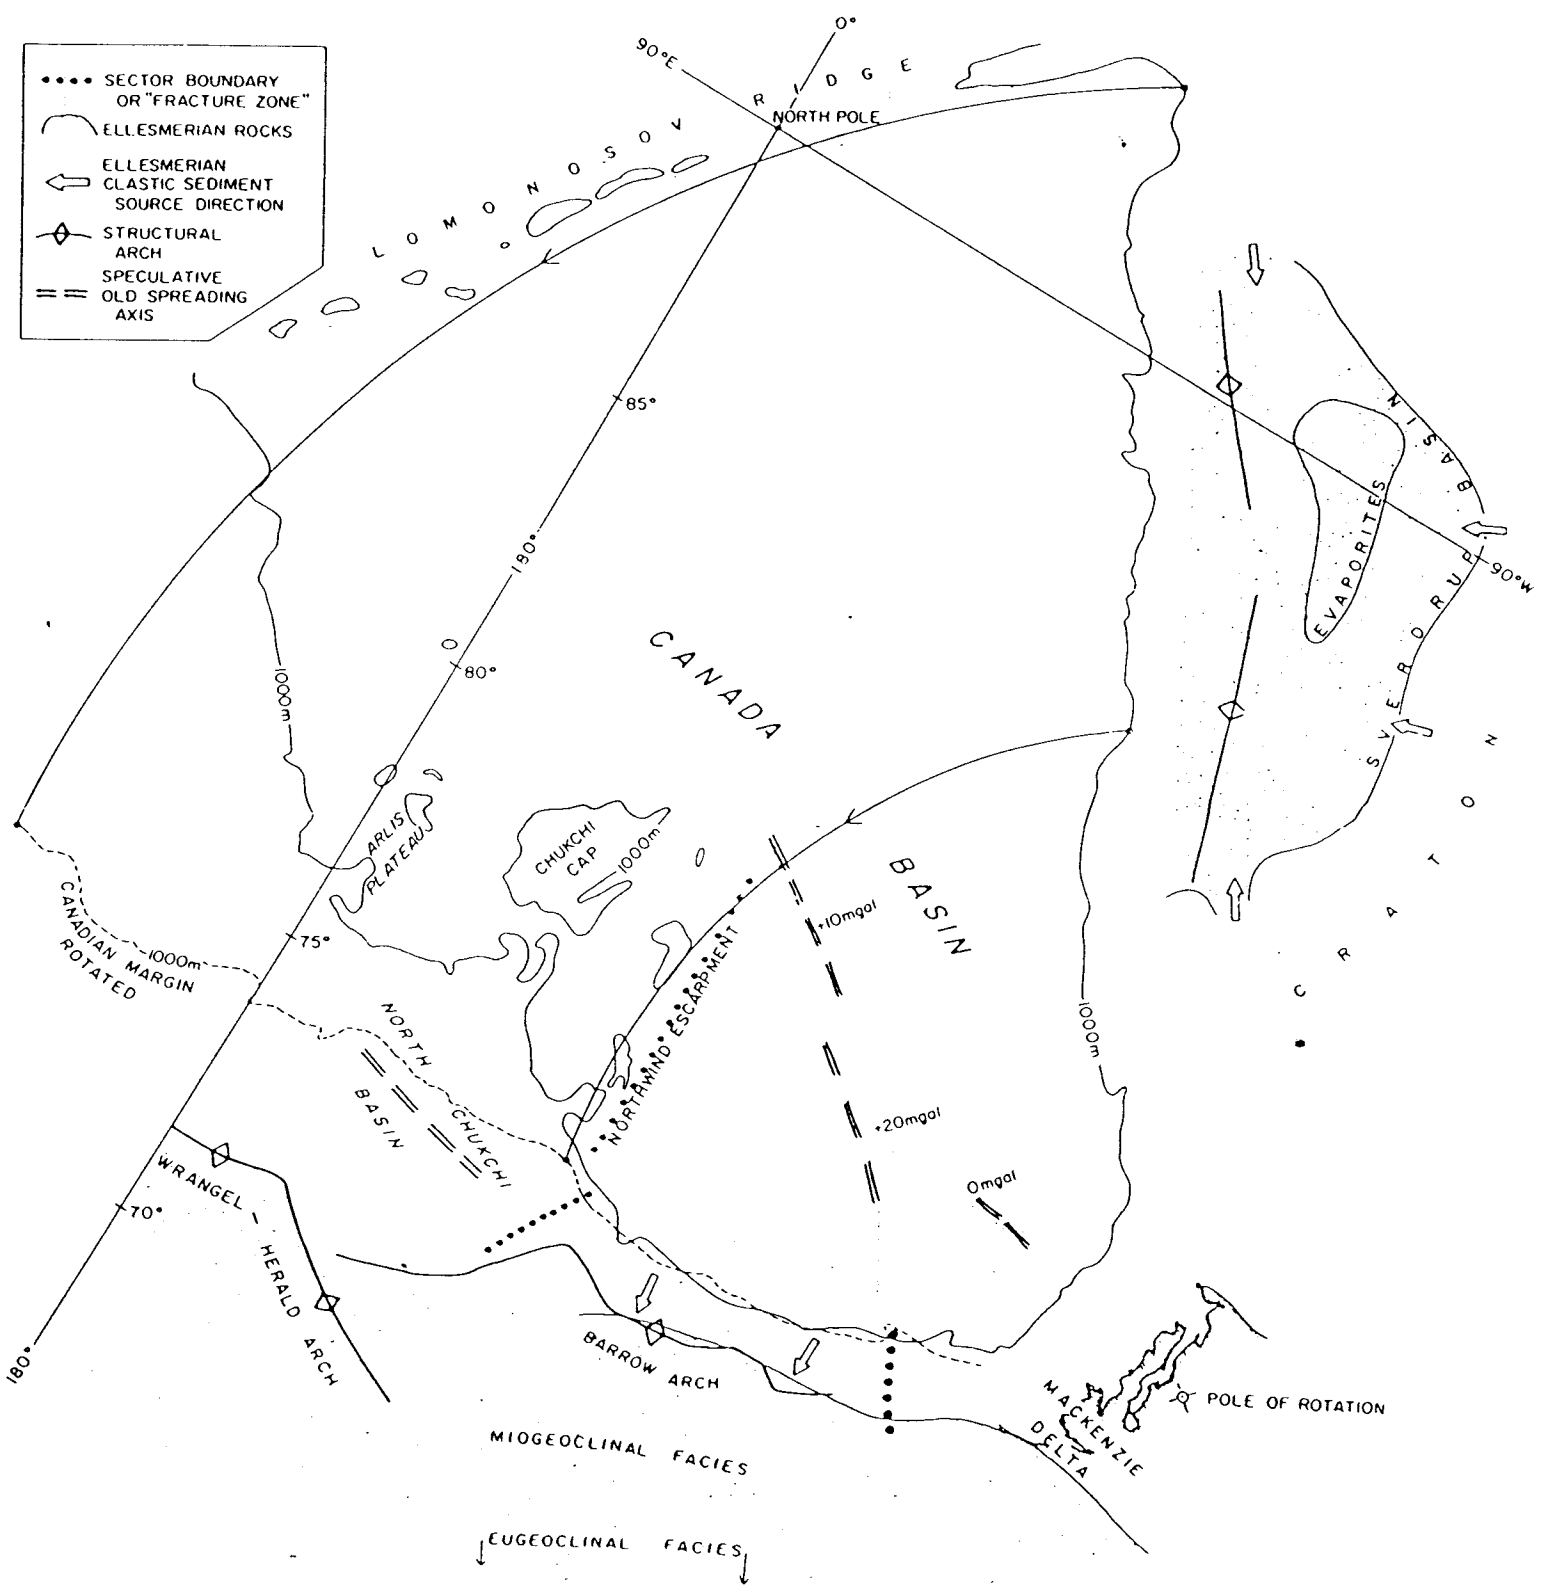 SECTOR BOUNDARY
OR "FRACTURE ZONE"
ELLESMERIAN ROCKS
ELLESMERIAN
CLASTIC SEDIMENT
SOURCE DIRECTION
STRUCTURAL
ARCH
SPECULATIVE
OLD SPREADING
AXIS
0°
90°E
LOMONOSOV RIDGE
NORTH POLE
85°
180°
80°
CANADA
BASIN
SVERDRUP BASIN
EVAPORITES
90°W
CRATON
1000m
ARLIS
PLATEAU
CHUKCHI
CAP
1000m
+10mgal
75°
CANADIAN MARGIN
ROTATED
1000m
NORTHWIND ESCARPMENT
NORTH
CHUKCHI
BASIN
1000m
+20mgal
0mgal
WRANGEL - HERALD ARCH
70°
180°
BARROW ARCH
MACKENZIE
DELTA
POLE OF ROTATION
MIOGEOCLINAL FACIES
EUGEOCLINAL FACIES